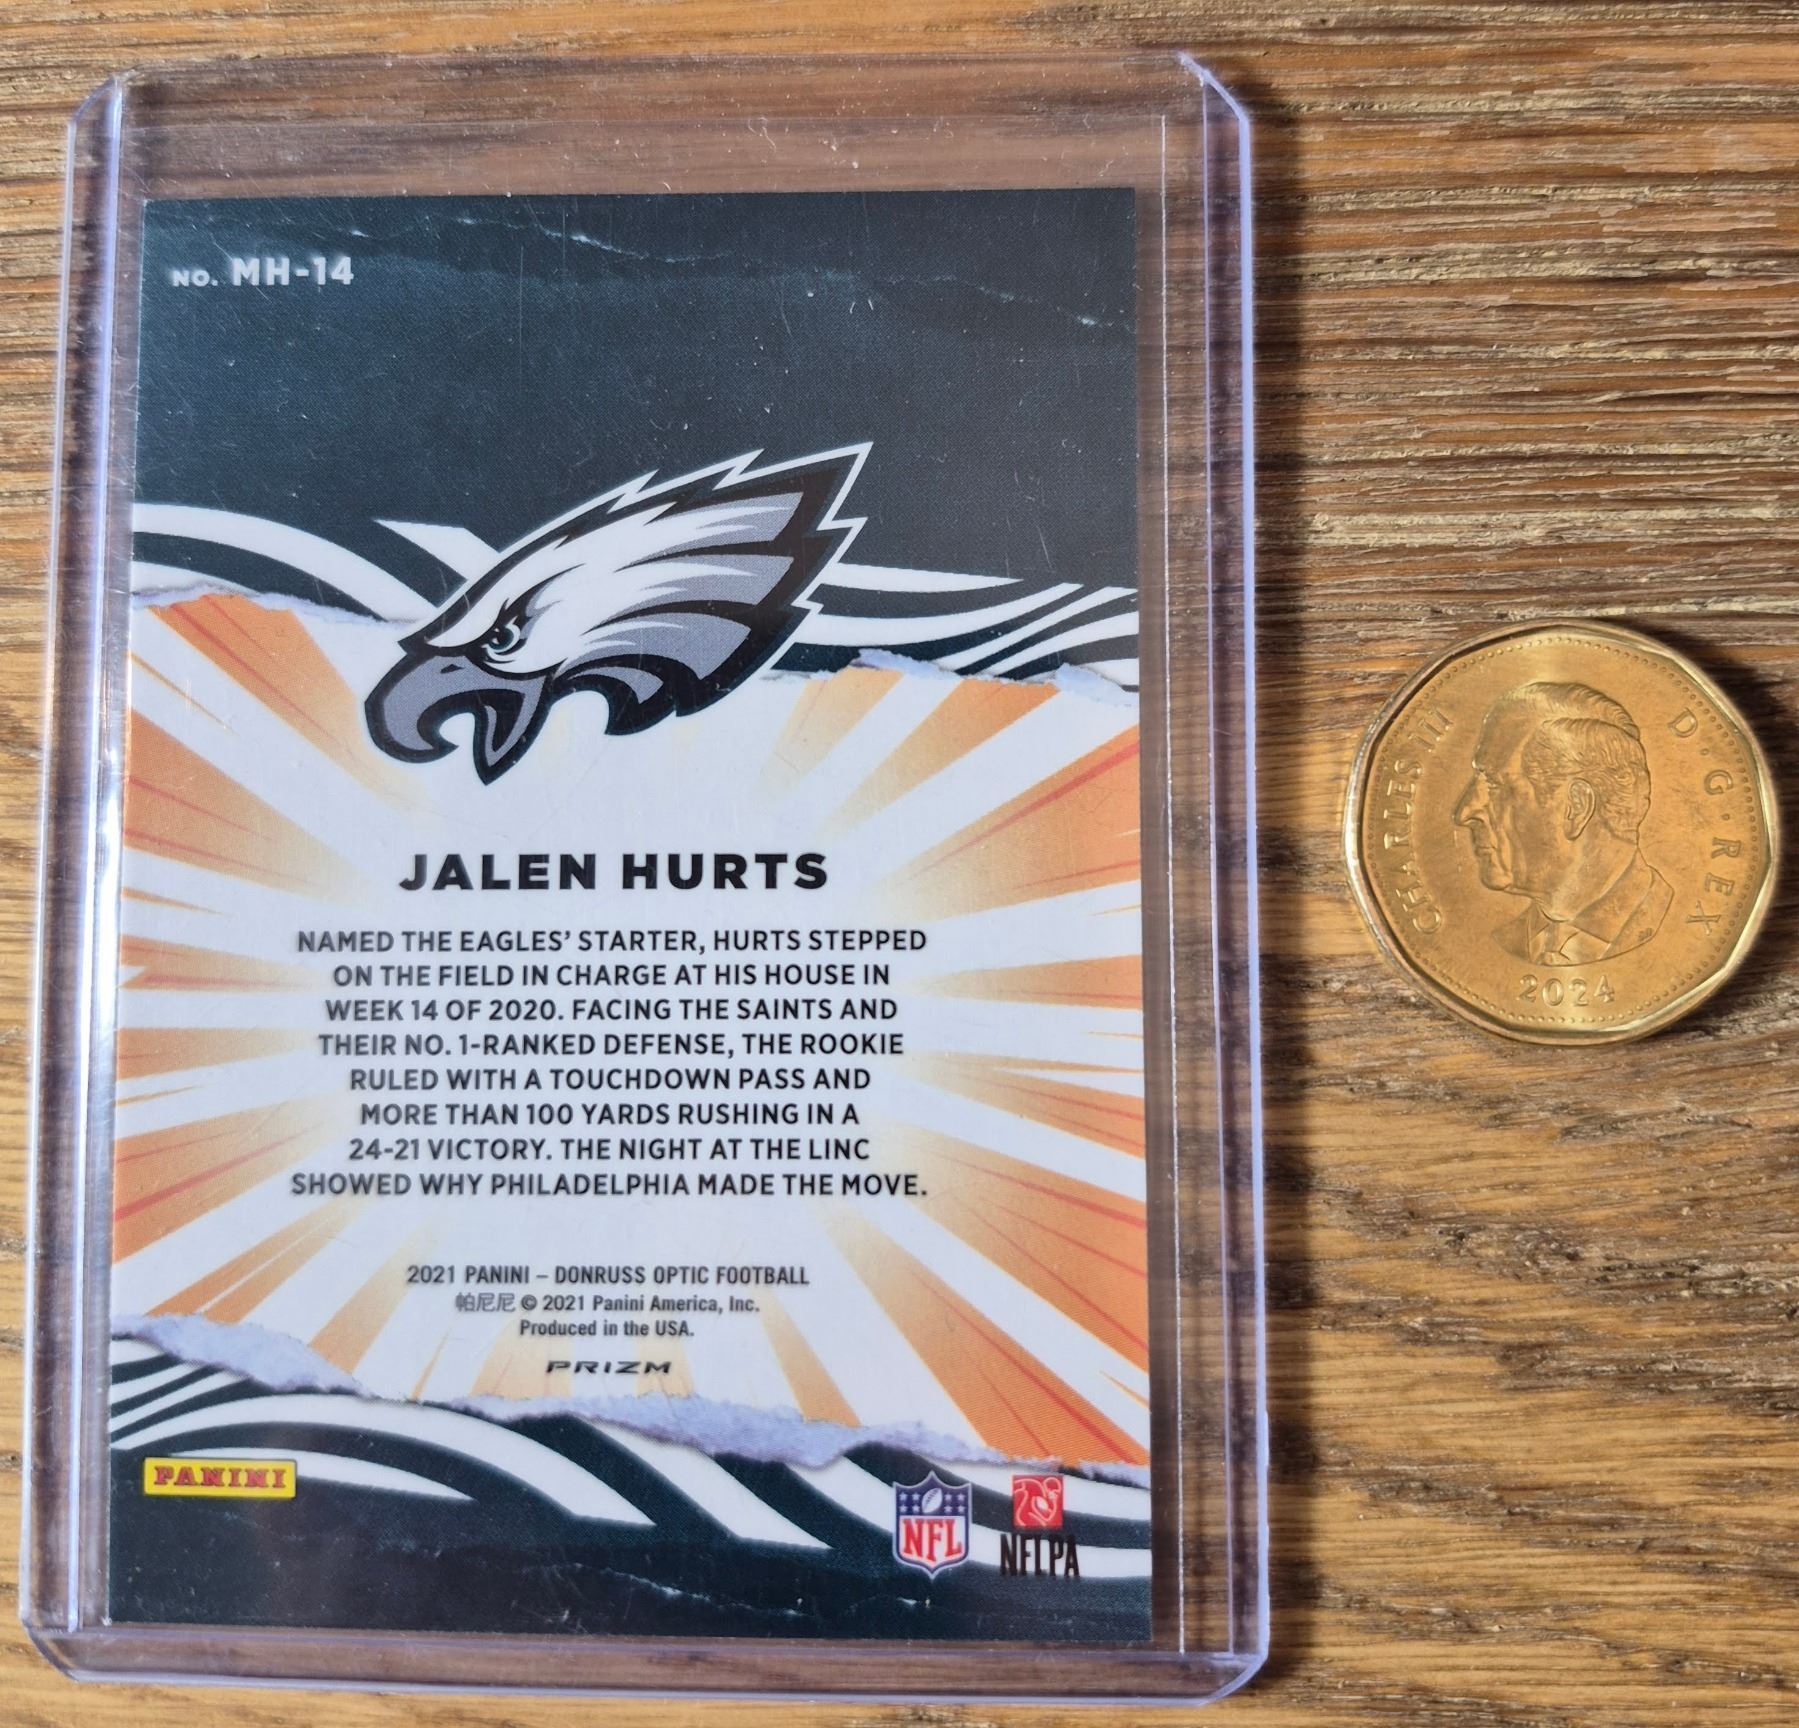 NO. MH-14
JALEN HURTS
NAMED THE EAGLES' STARTER, HURTS STEPPED
ON THE FIELD IN CHARGE AT HIS HOUSE IN
WEEK 14 OF 2020. FACING THE SAINTS AND
THEIR NO. 1-RANKED DEFENSE, THE ROOKIE
RULED WITH A TOUCHDOWN PASS AND
MORE THAN 100 YARDS RUSHING IN A
24-21 VICTORY. THE NIGHT AT THE LINC
SHOWED WHY PHILADELPHIA MADE THE MOVE.
2021 PANINI – DONRUSS OPTIC FOOTBALL
帕尼尼 © 2021 Panini America, Inc.
Produced in the USA.
PRIZM
PANINI
NFL
NFLPA
CHARLES III D·G·REX
2024